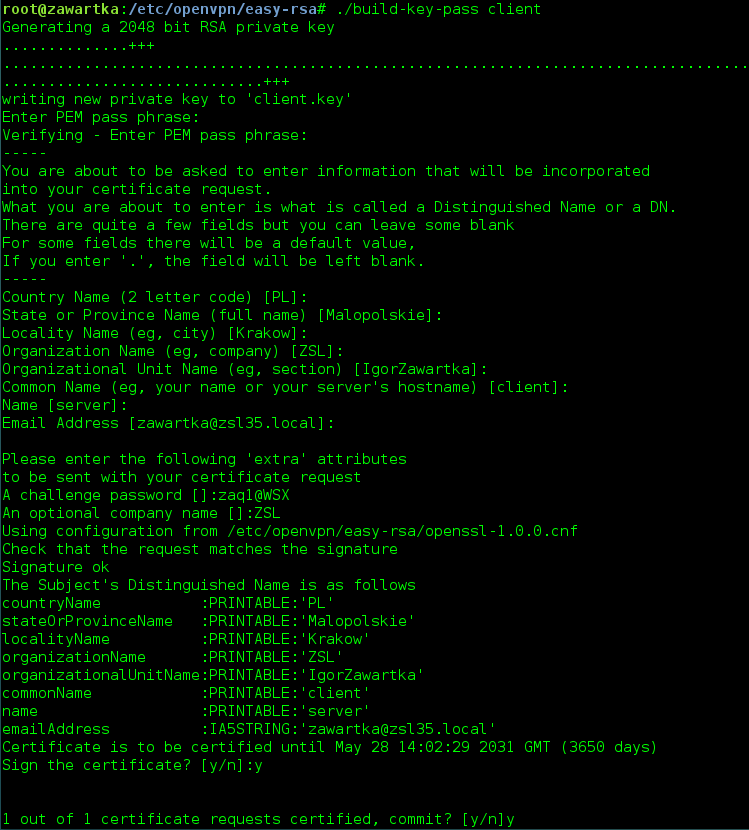 root@zawartka:/etc/openvpn/easy-rsa# ./build-key-pass client
Generating a 2048 bit RSA private key
..............+++
...................................................................................
.............................+++
writing new private key to 'client.key'
Enter PEM pass phrase:
Verifying - Enter PEM pass phrase:
-----
You are about to be asked to enter information that will be incorporated
into your certificate request.
What you are about to enter is what is called a Distinguished Name or a DN.
There are quite a few fields but you can leave some blank
For some fields there will be a default value,
If you enter '.', the field will be left blank.
-----
Country Name (2 letter code) [PL]:
State or Province Name (full name) [Malopolskie]:
Locality Name (eg, city) [Krakow]:
Organization Name (eg, company) [ZSL]:
Organizational Unit Name (eg, section) [IgorZawartka]:
Common Name (eg, your name or your server's hostname) [client]:
Name [server]:
Email Address [zawartka@zsl35.local]:

Please enter the following 'extra' attributes
to be sent with your certificate request
A challenge password []:zaq1@WSX
An optional company name []:ZSL
Using configuration from /etc/openvpn/easy-rsa/openssl-1.0.0.cnf
Check that the request matches the signature
Signature ok
The Subject's Distinguished Name is as follows
countryName           :PRINTABLE:'PL'
stateOrProvinceName   :PRINTABLE:'Malopolskie'
localityName          :PRINTABLE:'Krakow'
organizationName      :PRINTABLE:'ZSL'
organizationalUnitName:PRINTABLE:'IgorZawartka'
commonName            :PRINTABLE:'client'
name                  :PRINTABLE:'server'
emailAddress          :IA5STRING:'zawartka@zsl35.local'
Certificate is to be certified until May 28 14:02:29 2031 GMT (3650 days)
Sign the certificate? [y/n]:y

1 out of 1 certificate requests certified, commit? [y/n]y